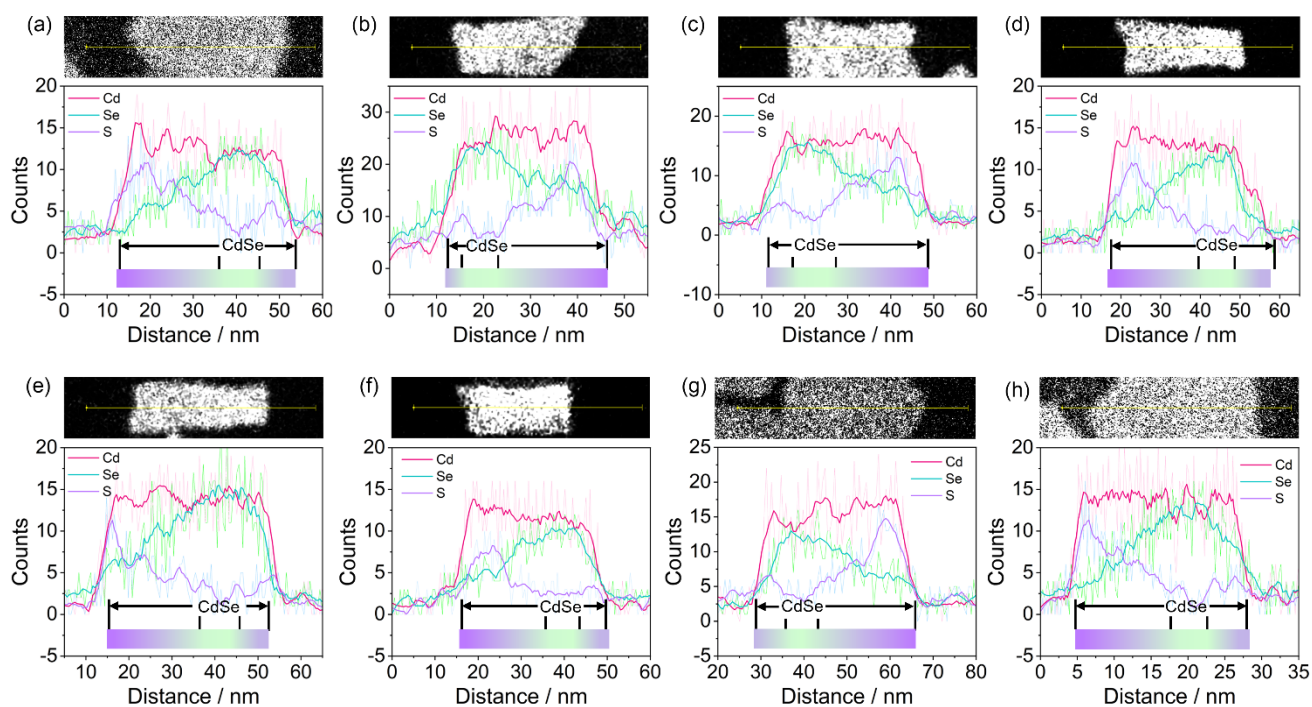 (a)
20
15
10
5
0
-5
Counts
Cd
Se
S
CdSe
0 10 20 30 40 50 60
Distance / nm
(b)
30
20
10
0
Counts
Cd
Se
S
CdSe
0 10 20 30 40 50
Distance / nm
(c)
20
10
0
-10
Counts
Cd
Se
S
CdSe
0 10 20 30 40 50 60
Distance / nm
(d)
20
15
10
5
0
-5
Counts
Cd
Se
S
CdSe
0 10 20 30 40 50 60
Distance / nm
(e)
20
15
10
5
0
-5
Counts
Cd
Se
S
CdSe
10 20 30 40 50 60
Distance / nm
(f)
20
15
10
5
0
-5
Counts
Cd
Se
S
CdSe
0 10 20 30 40 50 60
Distance / nm
(g)
25
20
15
10
5
0
-5
Counts
Cd
Se
S
CdSe
20 30 40 50 60 70 80
Distance / nm
(h)
20
15
10
5
0
-5
Counts
Cd
Se
S
CdSe
0 5 10 15 20 25 30 35
Distance / nm